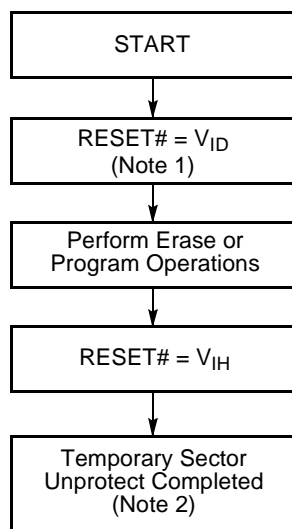 START
RESET# = VID
(Note 1)
Perform Erase or
Program Operations
RESET# = VIH
Temporary Sector
Unprotect Completed
(Note 2)